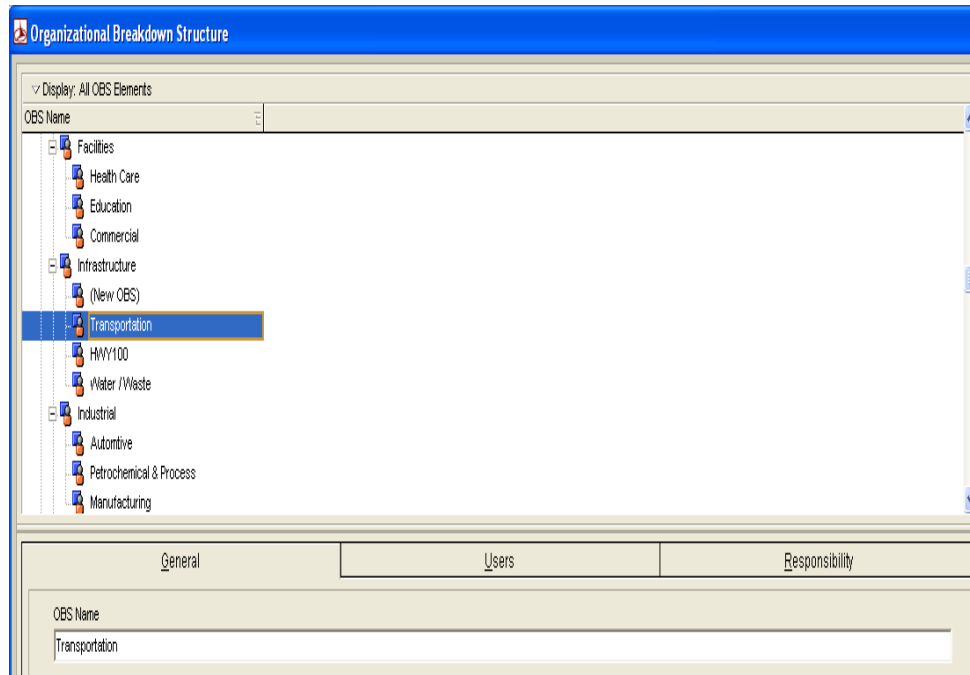 Organizational Breakdown Structure
Display: All OBS Elements
OBS Name
Facilities
Health Care
Education
Commercial
Infrastructure
(New OBS)
Transportation
HWY100
Water / Waste
Industrial
Automtive
Petrochemical & Process
Manufacturing
General Users Responsibility
OBS Name
Transportation